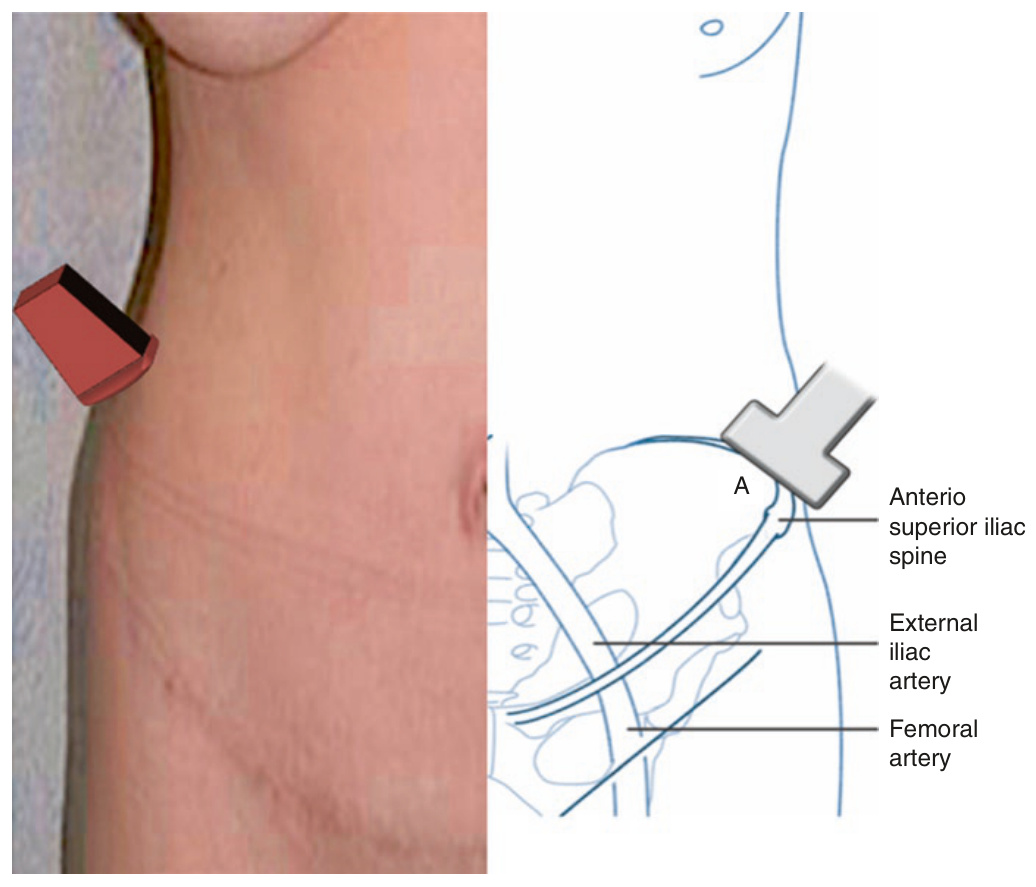 A
Anterio
superior iliac
spine
External
iliac
artery
Femoral
artery